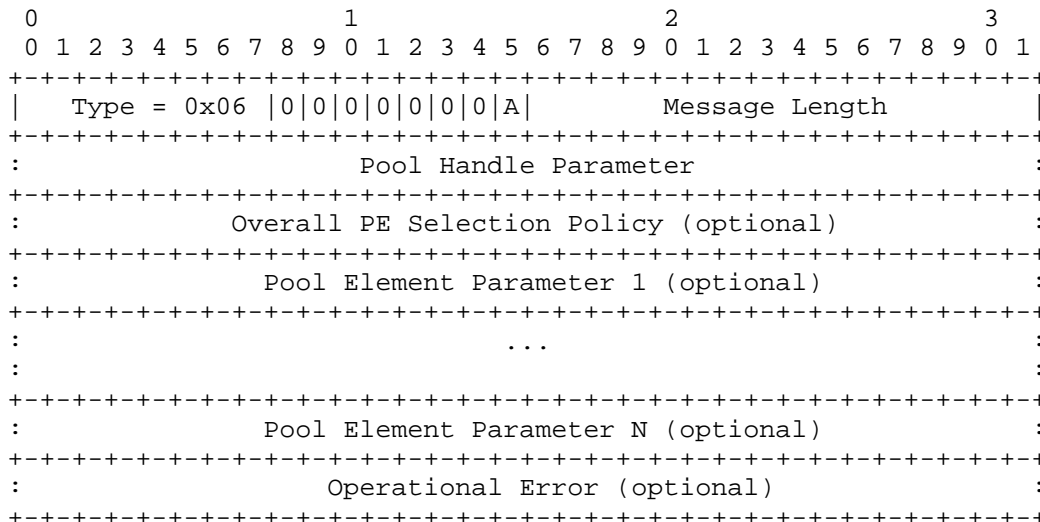 0                   1                   2                   3
 0 1 2 3 4 5 6 7 8 9 0 1 2 3 4 5 6 7 8 9 0 1 2 3 4 5 6 7 8 9 0 1
+-+-+-+-+-+-+-+-+-+-+-+-+-+-+-+-+-+-+-+-+-+-+-+-+-+-+-+-+-+-+-+-+
|   Type = 0x06 |0|0|0|0|0|0|0|A|        Message Length         |
+-+-+-+-+-+-+-+-+-+-+-+-+-+-+-+-+-+-+-+-+-+-+-+-+-+-+-+-+-+-+-+-+
:                     Pool Handle Parameter                     :
+-+-+-+-+-+-+-+-+-+-+-+-+-+-+-+-+-+-+-+-+-+-+-+-+-+-+-+-+-+-+-+-+
:             Overall PE Selection Policy (optional)            :
+-+-+-+-+-+-+-+-+-+-+-+-+-+-+-+-+-+-+-+-+-+-+-+-+-+-+-+-+-+-+-+-+
:               Pool Element Parameter 1 (optional)             :
+-+-+-+-+-+-+-+-+-+-+-+-+-+-+-+-+-+-+-+-+-+-+-+-+-+-+-+-+-+-+-+-+
:                              ...                              :
:                                                               :
+-+-+-+-+-+-+-+-+-+-+-+-+-+-+-+-+-+-+-+-+-+-+-+-+-+-+-+-+-+-+-+-+
:               Pool Element Parameter N (optional)             :
+-+-+-+-+-+-+-+-+-+-+-+-+-+-+-+-+-+-+-+-+-+-+-+-+-+-+-+-+-+-+-+-+
:                   Operational Error (optional)                :
+-+-+-+-+-+-+-+-+-+-+-+-+-+-+-+-+-+-+-+-+-+-+-+-+-+-+-+-+-+-+-+-+